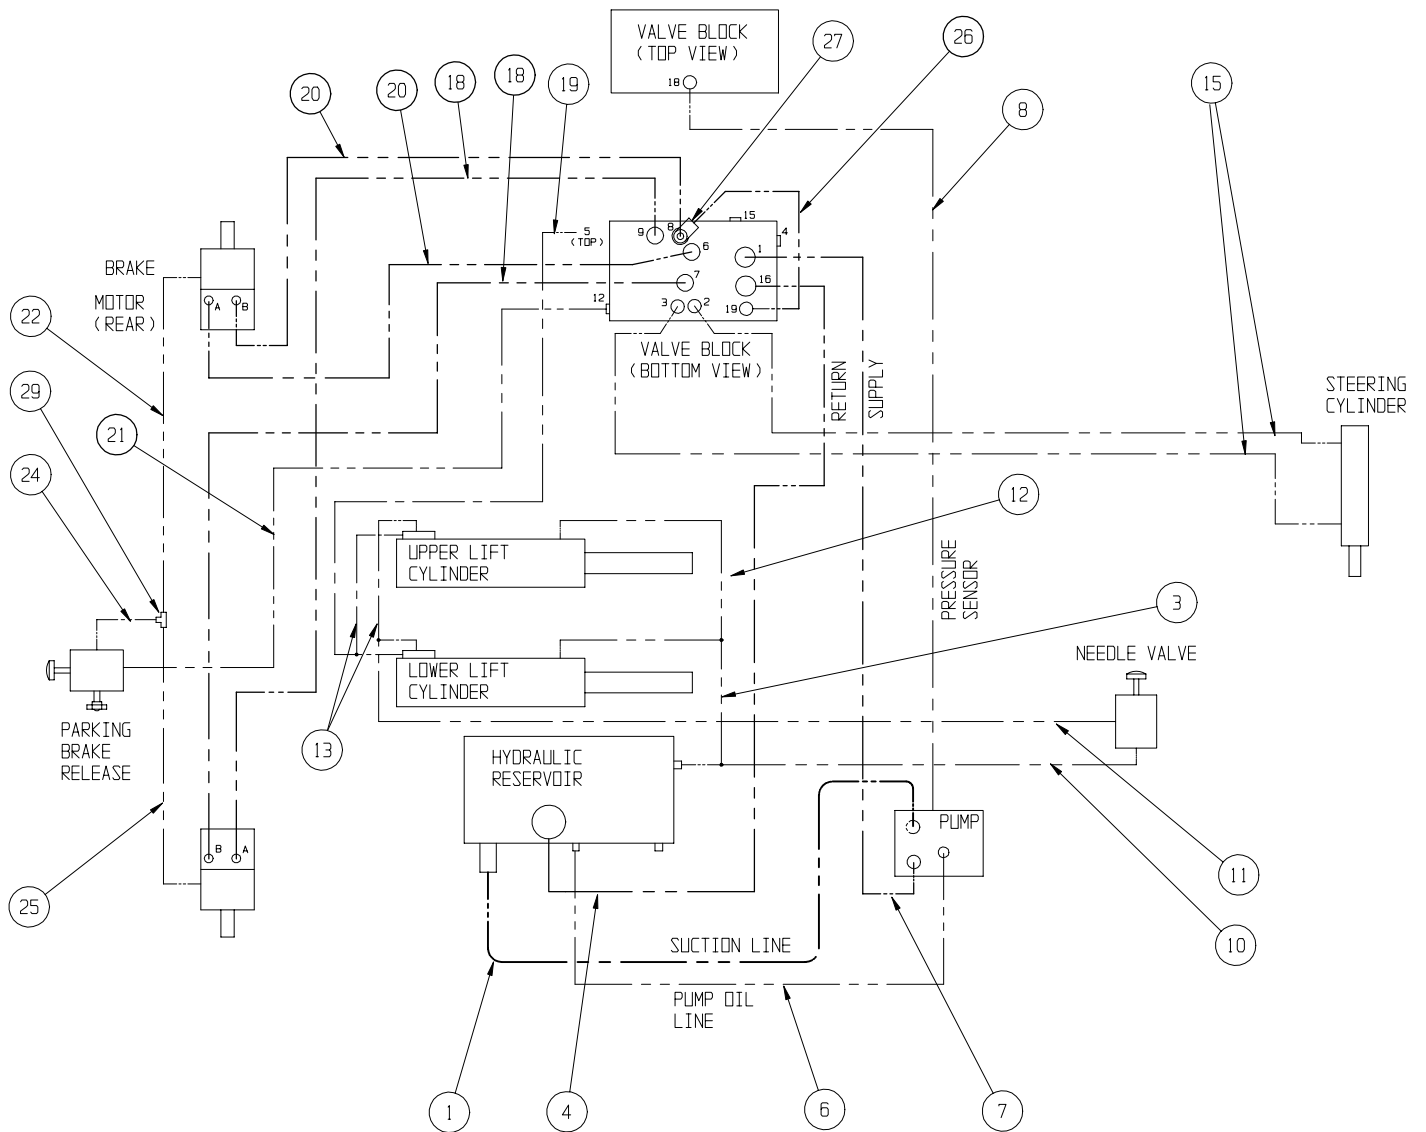 VALVE BLOCK
(TOP VIEW)
18
27
26
20
20
18
18
19
8
15
15
4
5
(TOP)
9
8
6
1
7
16
12
3
2
19
VALVE BLOCK
(BOTTOM VIEW)
BRAKE
MOTOR
(REAR)
A
B
22
29
21
24
RETURN
SUPPLY
STEERING
CYLINDER
12
UPPER LIFT
CYLINDER
PRESSURE
SENSOR
3
NEEDLE VALVE
LOWER LIFT
CYLINDER
PARKING
BRAKE
RELEASE
13
HYDRAULIC
RESERVOIR
PUMP
B
A
11
25
10
SUCTION LINE
PUMP OIL
LINE
1
4
6
7